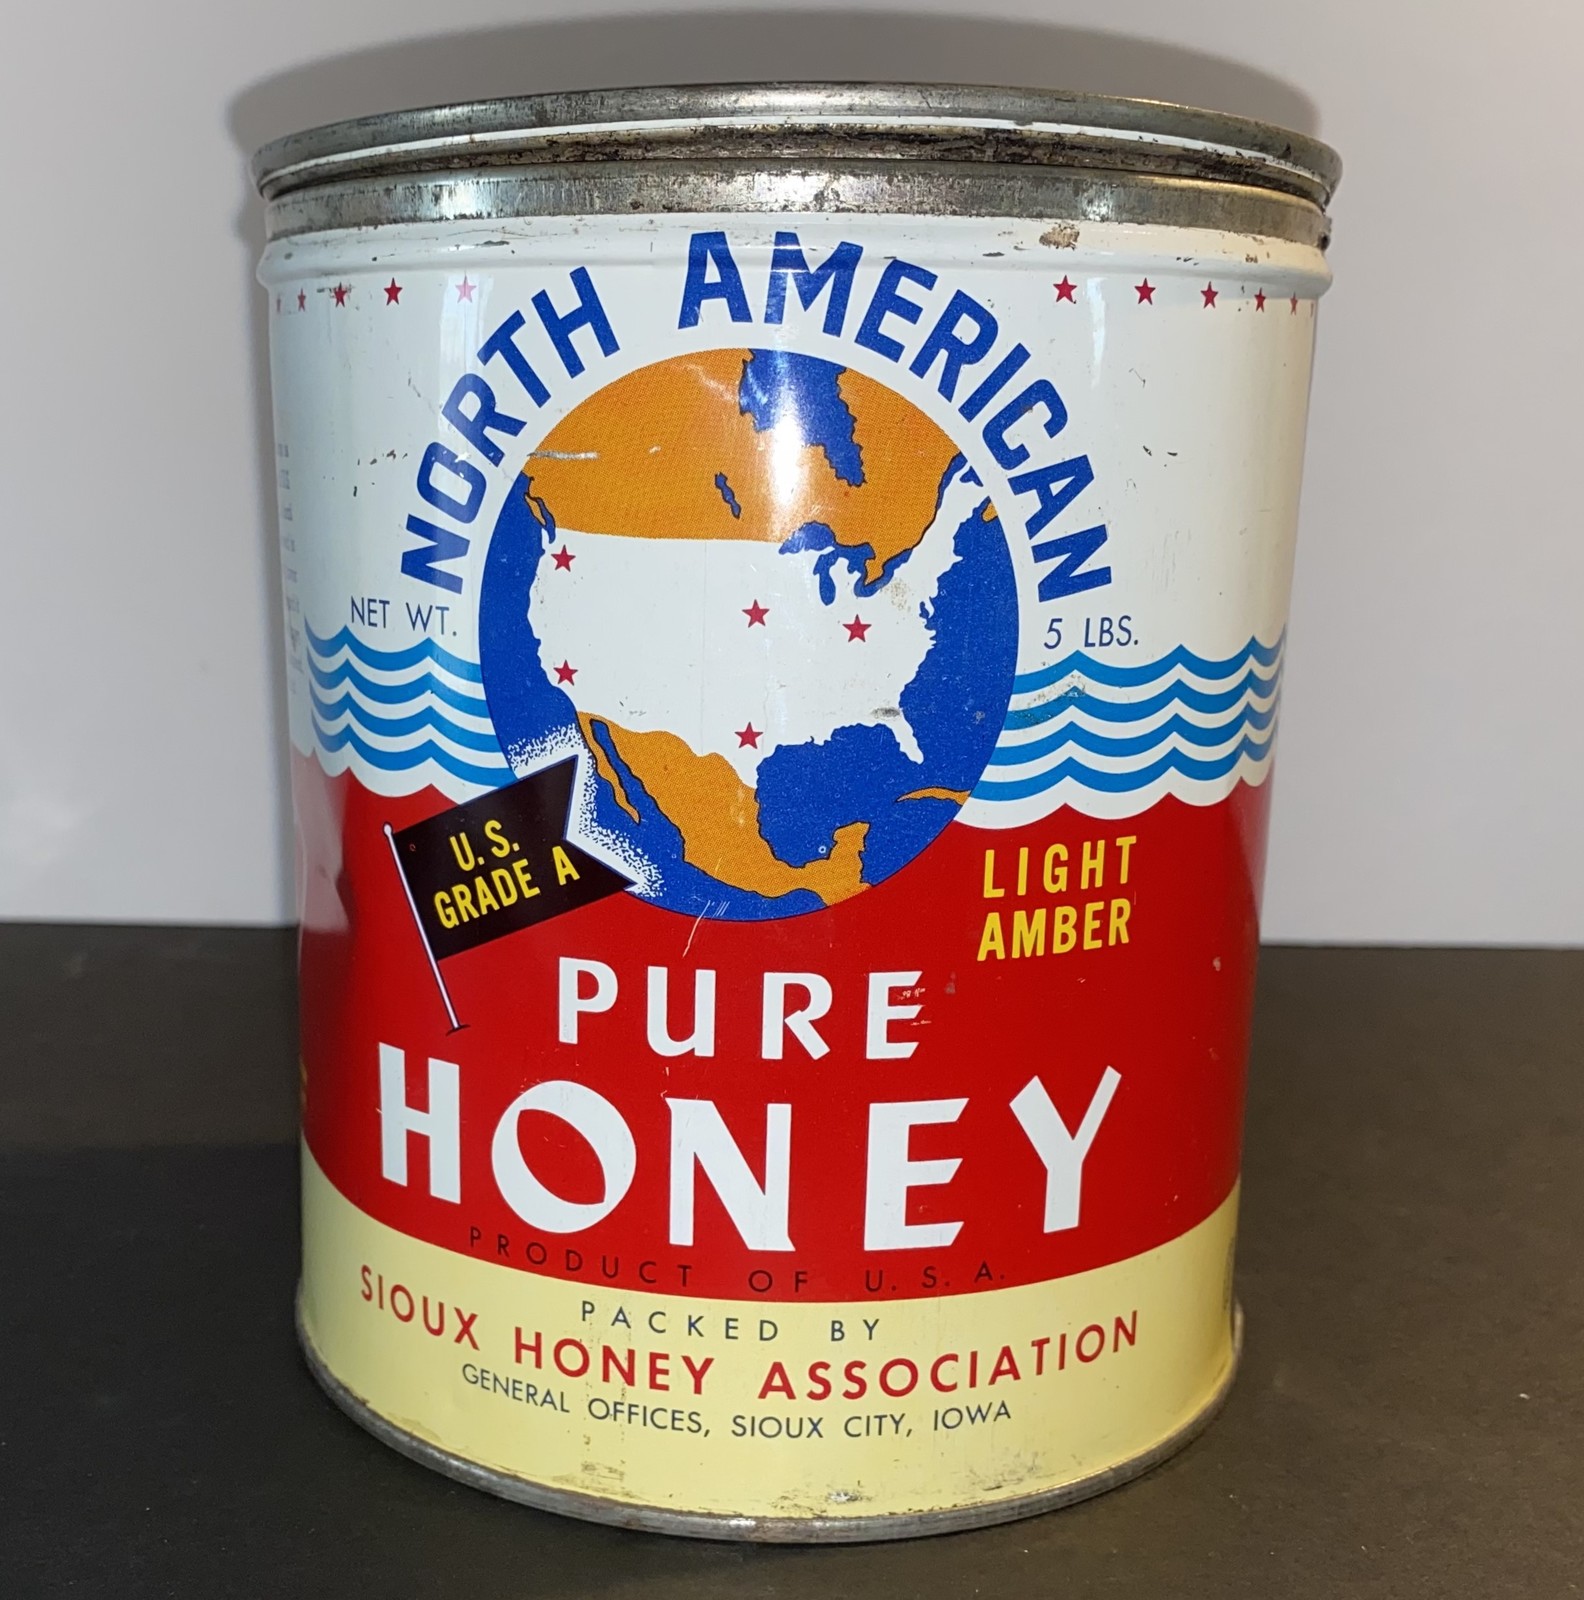 NORTH AMERICAN
NET WT. 5 LBS.
U.S.
GRADE A
LIGHT
AMBER
PURE
HONEY
PRODUCT OF U.S.A.
PACKED BY
SIOUX HONEY ASSOCIATION
GENERAL OFFICES, SIOUX CITY, IOWA